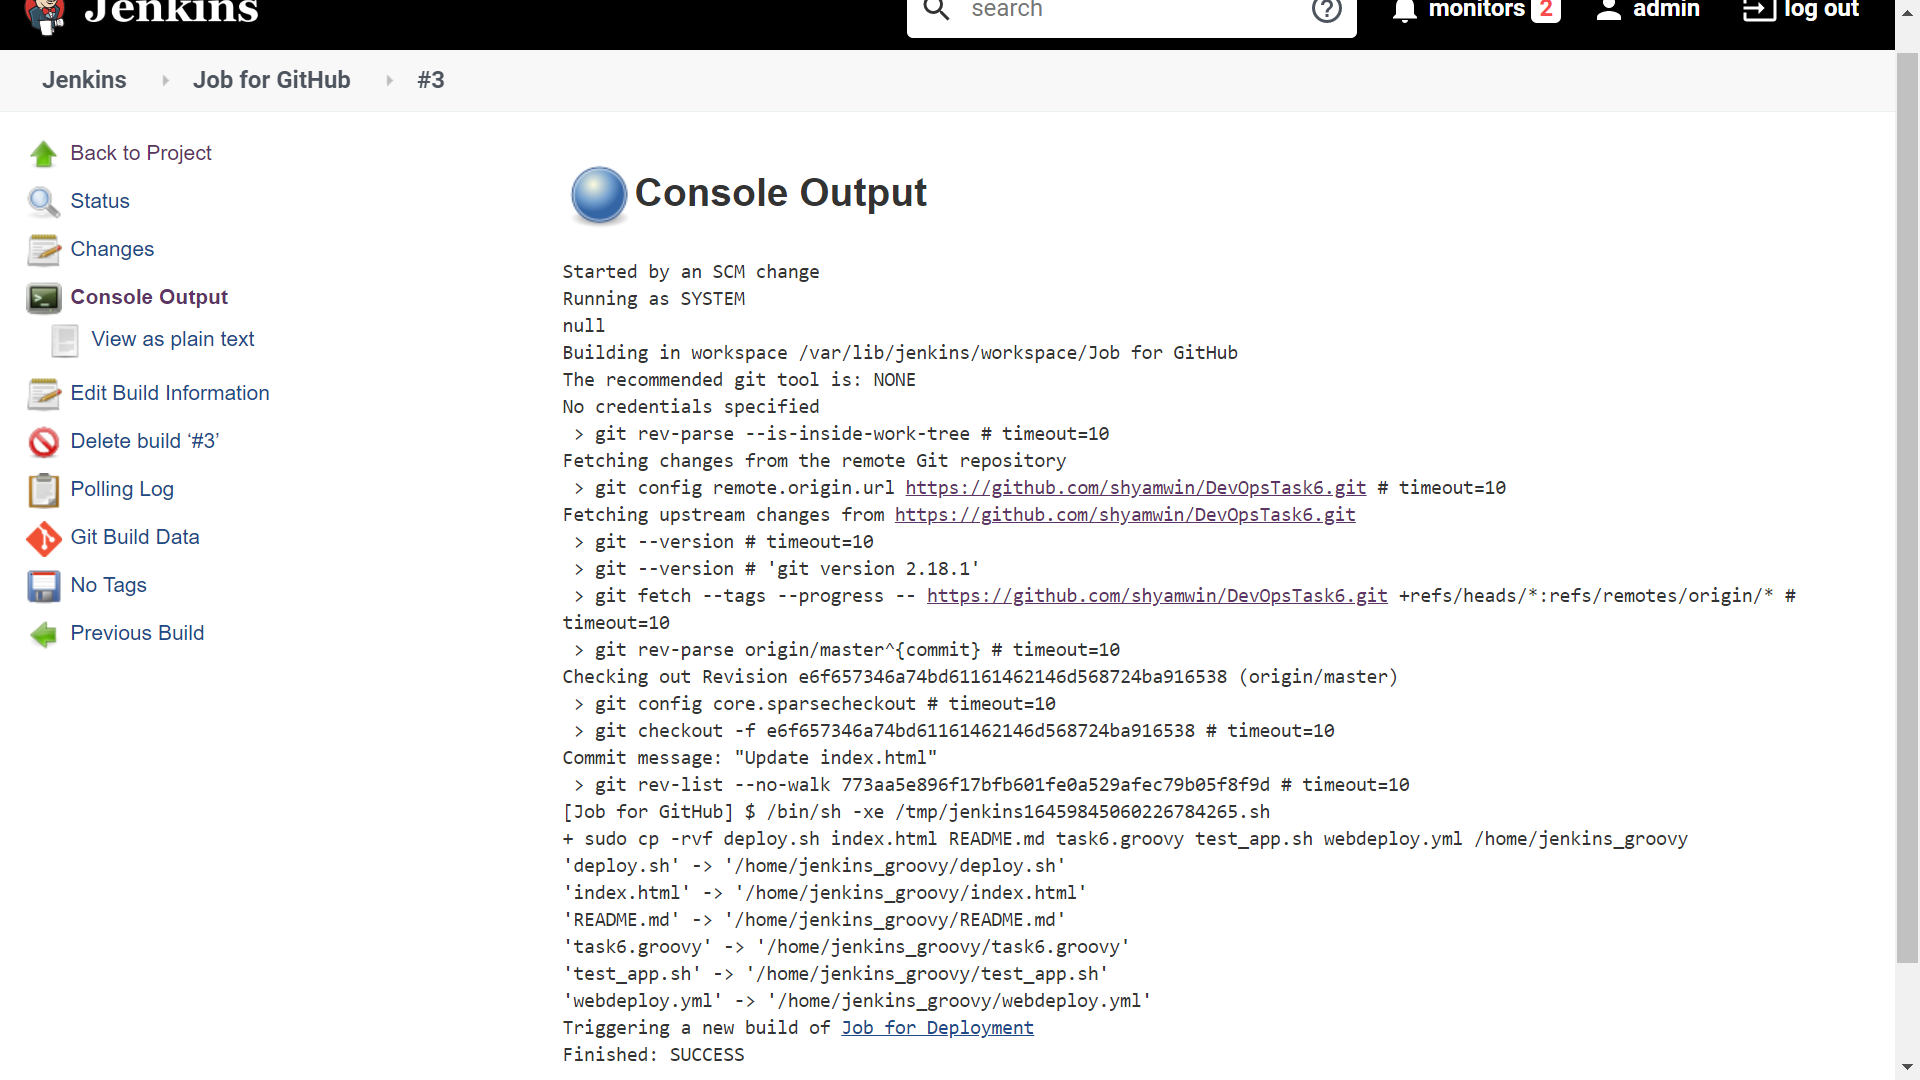 Jenkins
search
monitors 2
admin
log out
Jenkins
Job for GitHub
#3
Back to Project
Status
Changes
Console Output
View as plain text
Edit Build Information
Delete build ‘#3’
Polling Log
Git Build Data
No Tags
Previous Build
Console Output
Started by an SCM change
Running as SYSTEM
null
Building in workspace /var/lib/jenkins/workspace/Job for GitHub
The recommended git tool is: NONE
No credentials specified
 > git rev-parse --is-inside-work-tree # timeout=10
Fetching changes from the remote Git repository
 > git config remote.origin.url https://github.com/shyamwin/DevOpsTask6.git # timeout=10
Fetching upstream changes from https://github.com/shyamwin/DevOpsTask6.git
 > git --version # timeout=10
 > git --version # 'git version 2.18.1'
 > git fetch --tags --progress -- https://github.com/shyamwin/DevOpsTask6.git +refs/heads/*:refs/remotes/origin/* #
timeout=10
 > git rev-parse origin/master^{commit} # timeout=10
Checking out Revision e6f657346a74bd61161462146d568724ba916538 (origin/master)
 > git config core.sparsecheckout # timeout=10
 > git checkout -f e6f657346a74bd61161462146d568724ba916538 # timeout=10
Commit message: "Update index.html"
 > git rev-list --no-walk 773aa5e896f17bfb601fe0a529afec79b05f8f9d # timeout=10
[Job for GitHub] $ /bin/sh -xe /tmp/jenkins16459845060226784265.sh
+ sudo cp -rvf deploy.sh index.html README.md task6.groovy test_app.sh webdeploy.yml /home/jenkins_groovy
'deploy.sh' -> '/home/jenkins_groovy/deploy.sh'
'index.html' -> '/home/jenkins_groovy/index.html'
'README.md' -> '/home/jenkins_groovy/README.md'
'task6.groovy' -> '/home/jenkins_groovy/task6.groovy'
'test_app.sh' -> '/home/jenkins_groovy/test_app.sh'
'webdeploy.yml' -> '/home/jenkins_groovy/webdeploy.yml'
Triggering a new build of Job for Deployment
Finished: SUCCESS